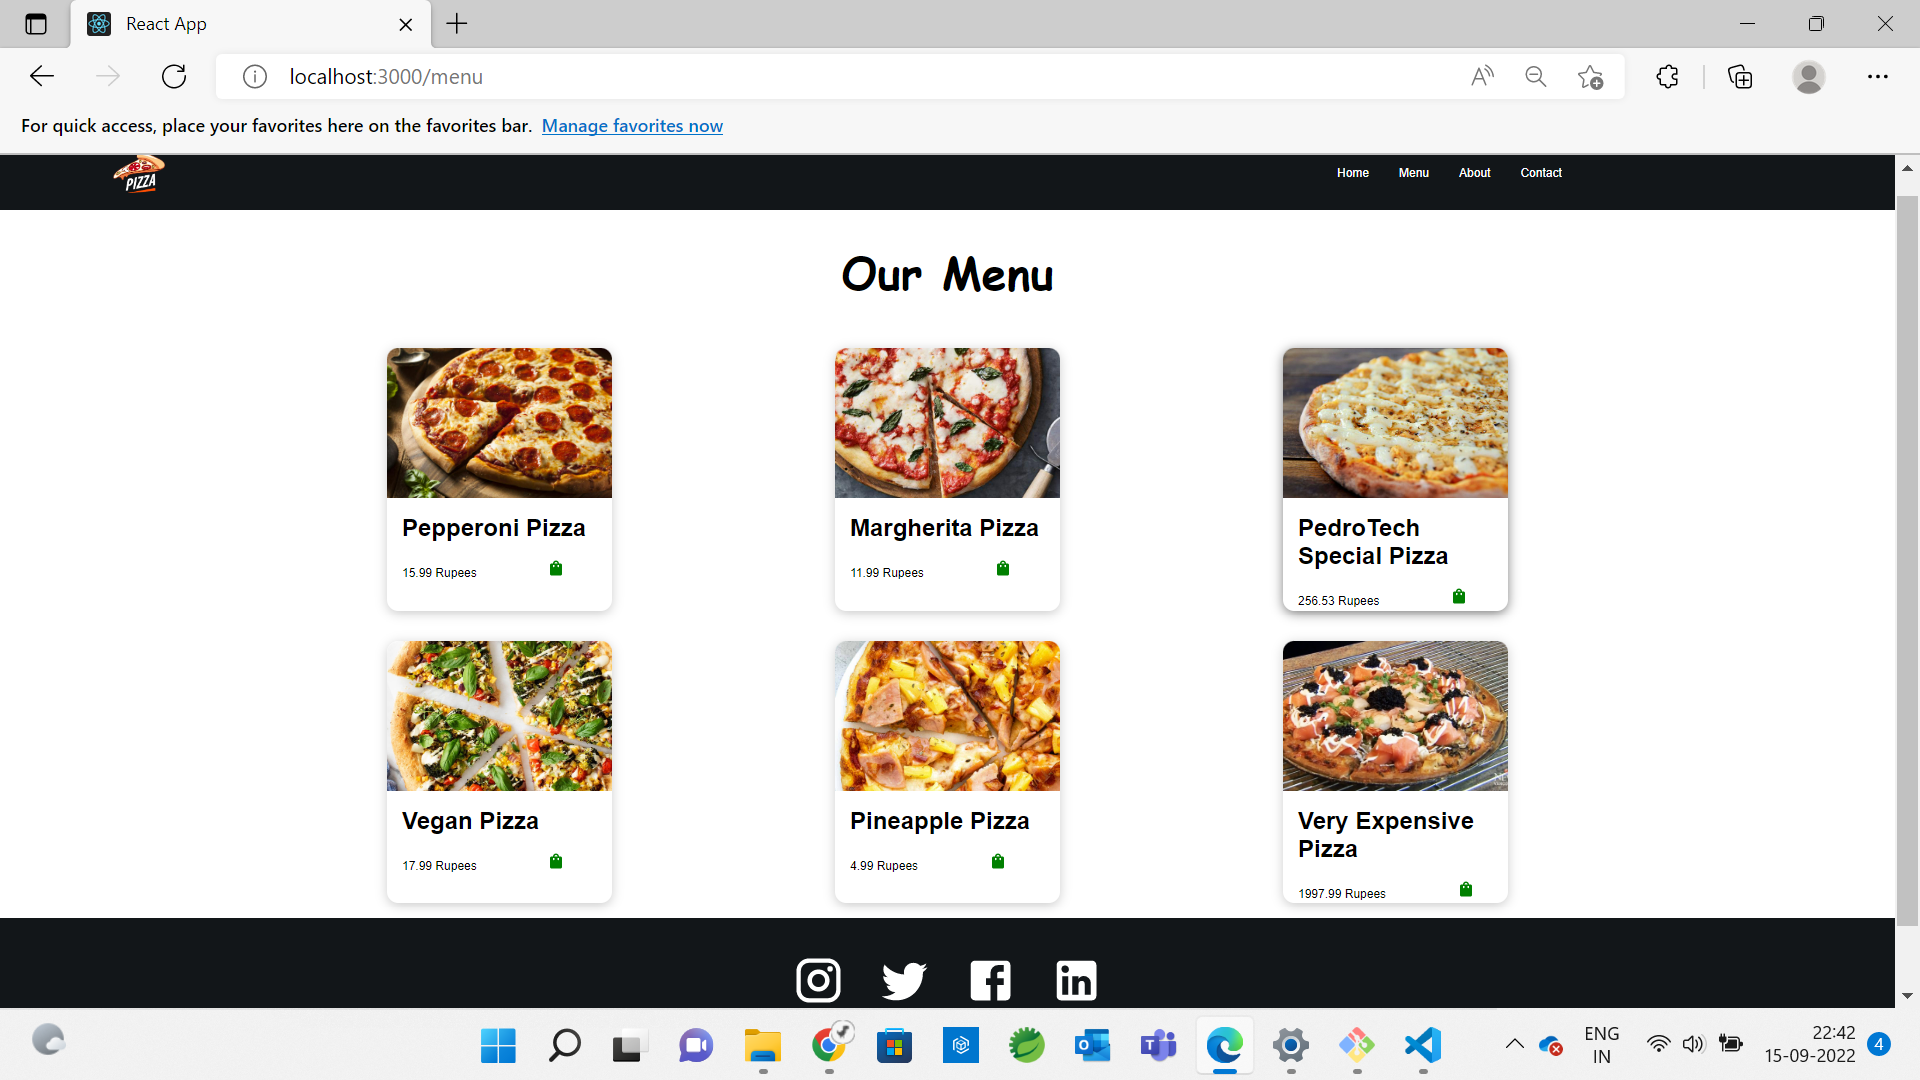 React App
localhost:3000/menu
For quick access, place your favorites here on the favorites bar. Manage favorites now
PIZZA
Home Menu About Contact
Our Menu
Pepperoni Pizza
15.99 Rupees
Margherita Pizza
11.99 Rupees
PedroTech
Special Pizza
256.53 Rupees
Vegan Pizza
17.99 Rupees
Pineapple Pizza
4.99 Rupees
Very Expensive
Pizza
1997.99 Rupees
ENG
IN
22:42
15-09-2022
4